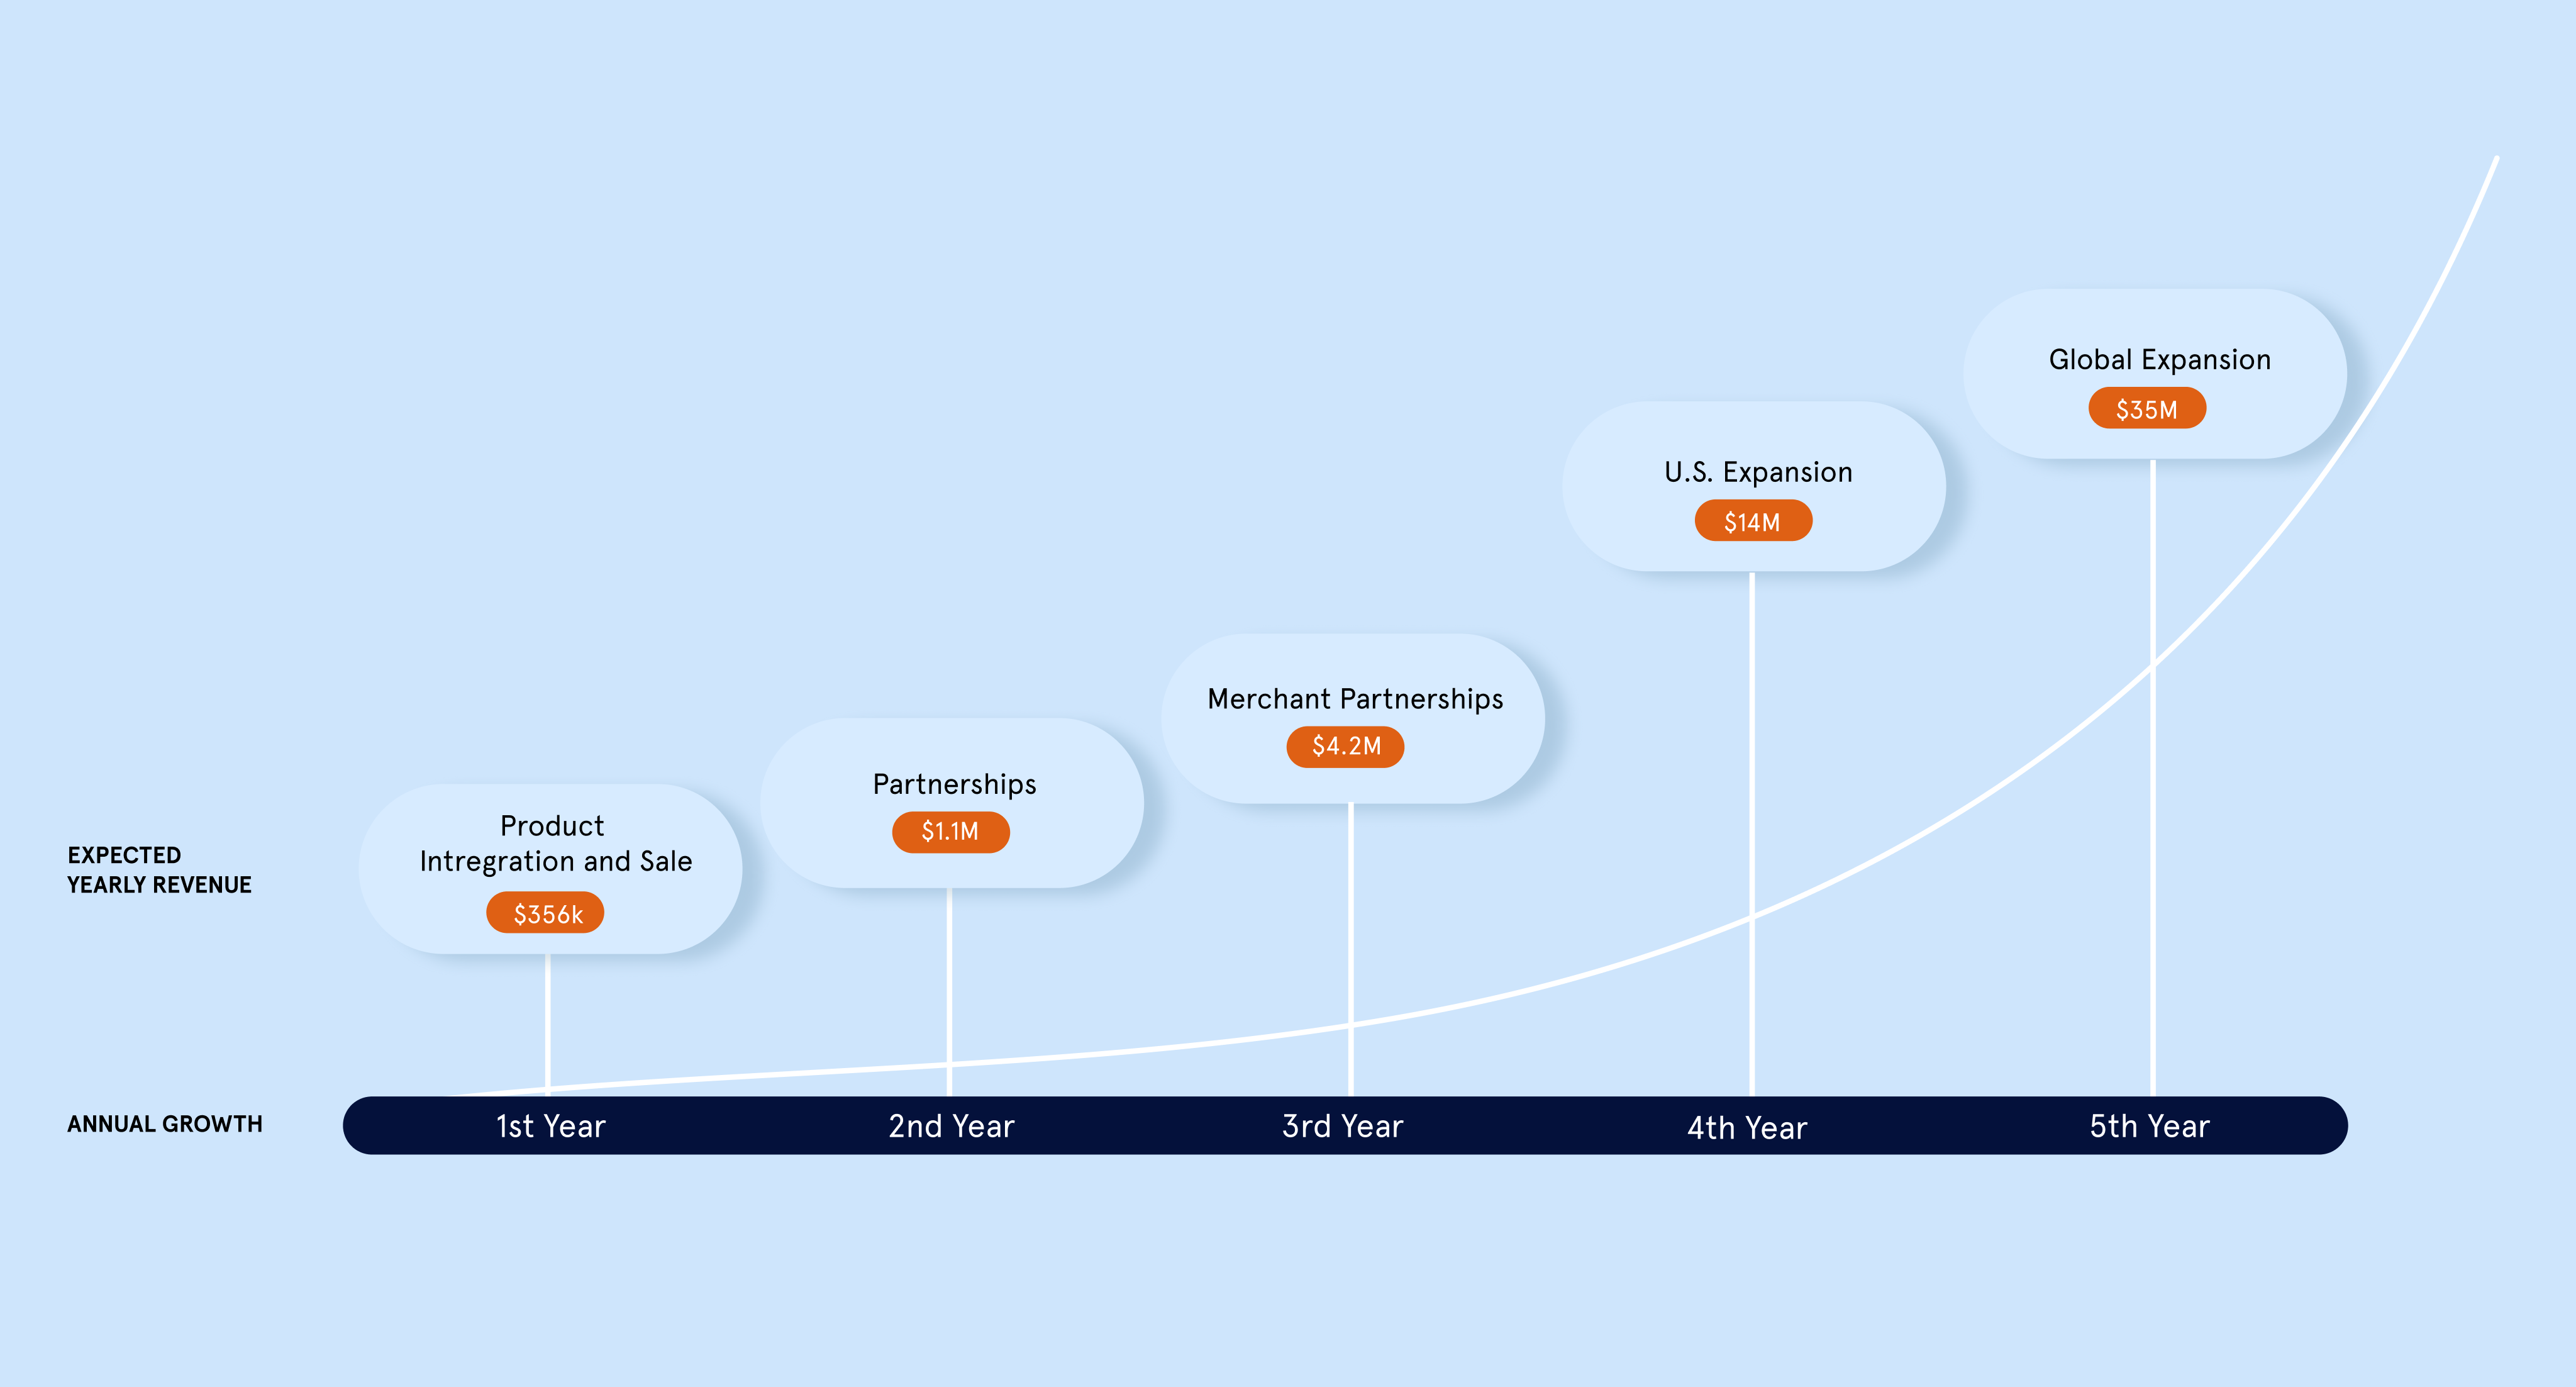 Global Expansion
$35M
U.S. Expansion
$14M
Merchant Partnerships
$4.2M
Partnerships
$1.1M
Product
Intregration and Sale
$356k
EXPECTED
YEARLY REVENUE
ANNUAL GROWTH
1st Year
2nd Year
3rd Year
4th Year
5th Year